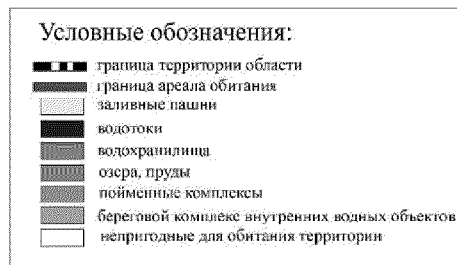 Условные обозначения:
граница территории области
граница ареала обитания
заливные пашни
водотоки
водохранилища
озера, пруды
пойменные комплексы
береговой комплекс внутренних водных объектов
непригодные для обитания территории